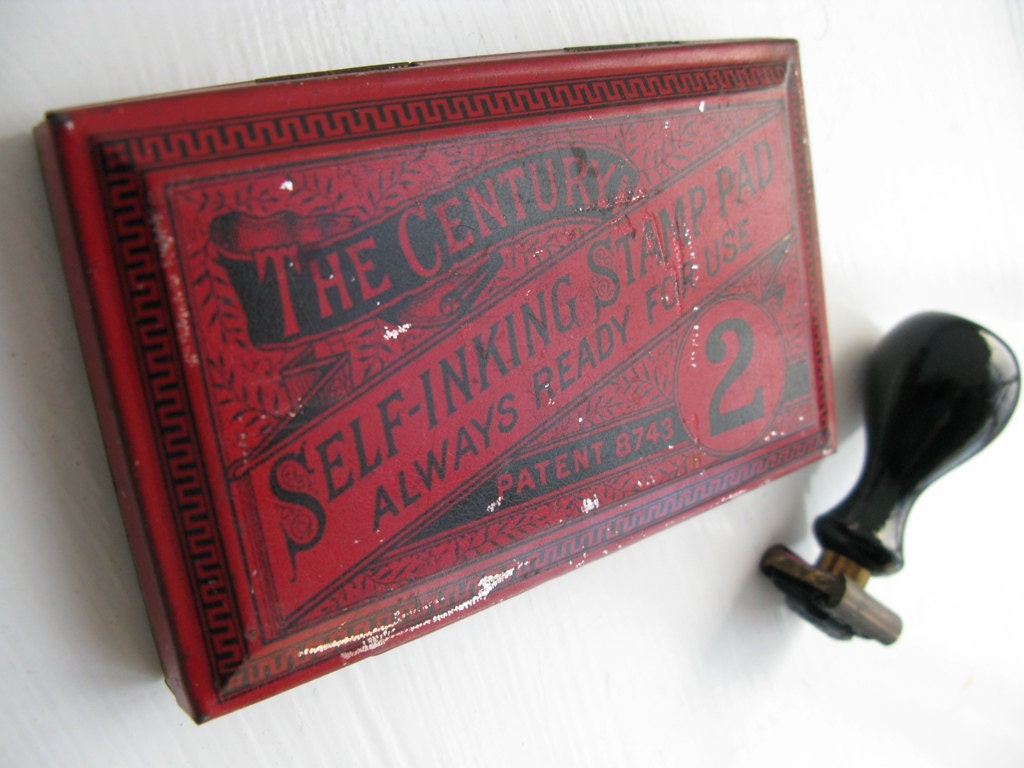 THE CENTURY
SELF-INKING STAMP PAD
ALWAYS READY FOR USE
PATENT 8743
2